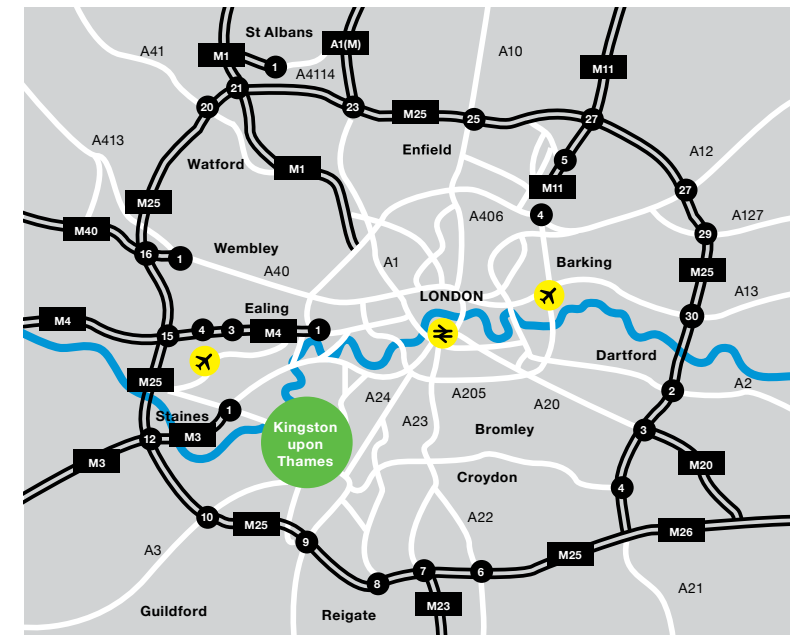 St Albans
A41
A1(M)
A10
M1
1
M11
A4114
21
20
23
M25
25
27
A413
Enfield
A12
Watford
5
M1
M11
27
M25
4
A406
A127
M40
29
16
1
Wembley
A1
Barking
M25
A40
LONDON
A13
Ealing
M4
15
4
3
M4
1
30
Dartford
M25
A2
A24
A205
2
A20
Staines
1
A23
Kingston
upon
Thames
12
M3
Bromley
3
M3
M20
Croydon
4
10
M25
A22
M26
9
A3
M25
7
6
8
A21
M23
Guildford
Reigate